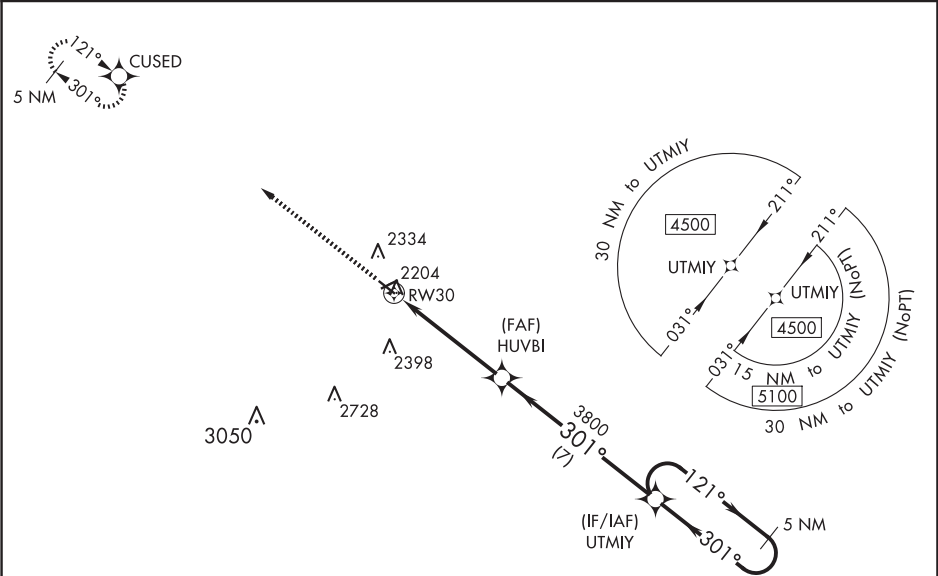 121°
CUSED
5 NM
301°
2334
2204
RW30
2398
2728
3050
(FAF)
HUVBI
3800
301°
(7)
(IF/IAF)
UTMIY
121°
301°
5 NM
30 NM to UTMIY
211°
4500
UTMIY
031°
211°
UTMIY
4500
031°
15 NM to UTMIY (NoPT)
5100
30 NM to UTMIY (NoPT)